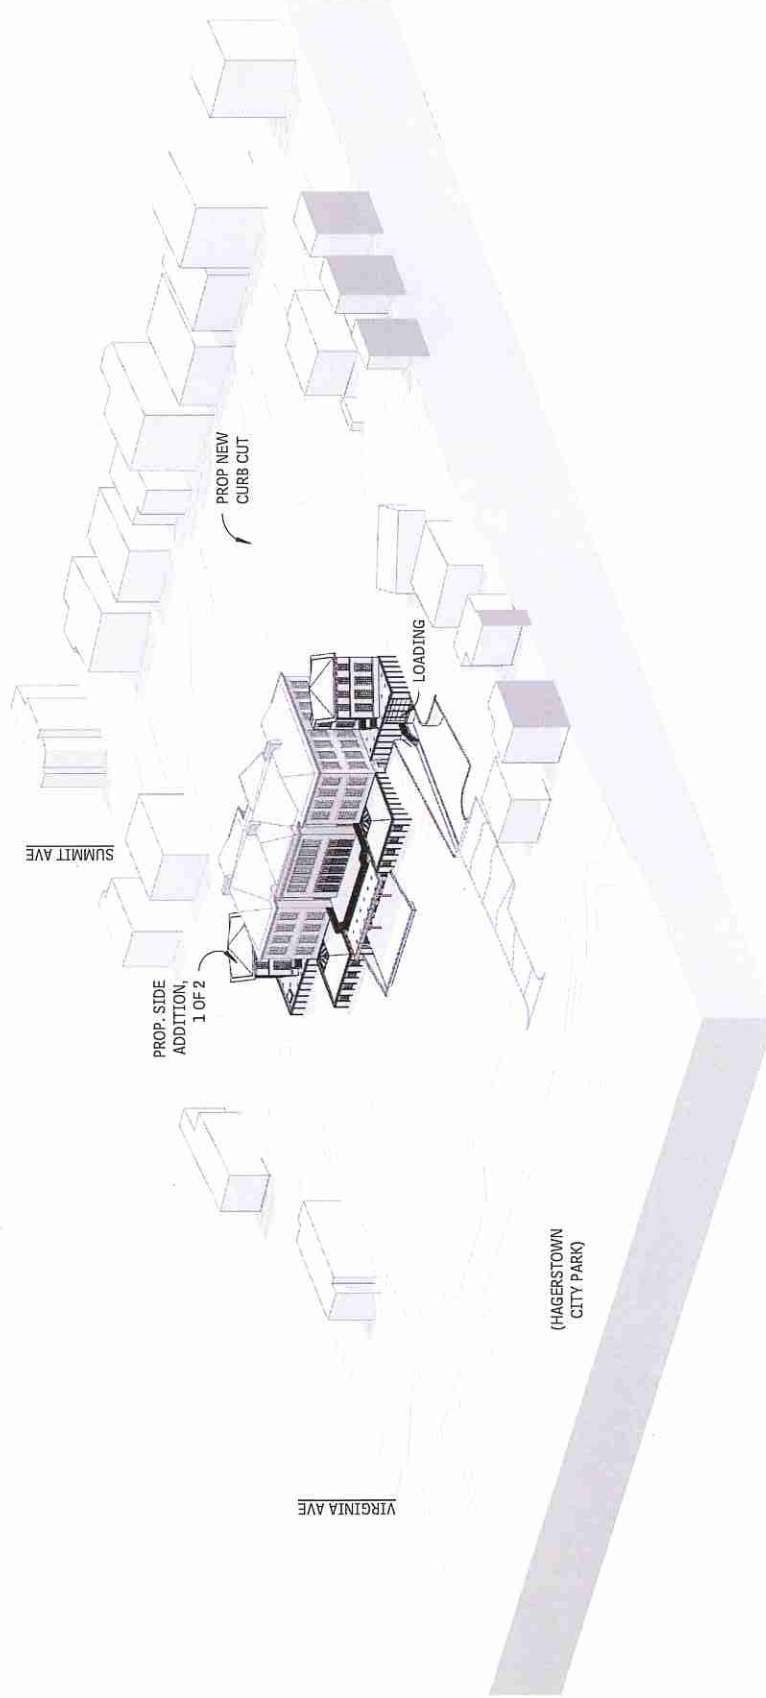 SUMMIT AVE
PROP NEW
CURB CUT
LOADING
PROP. SIDE
ADDITION,
1 OF 2
(HAGERSTOWN
CITY PARK)
VIRGINIA AVE